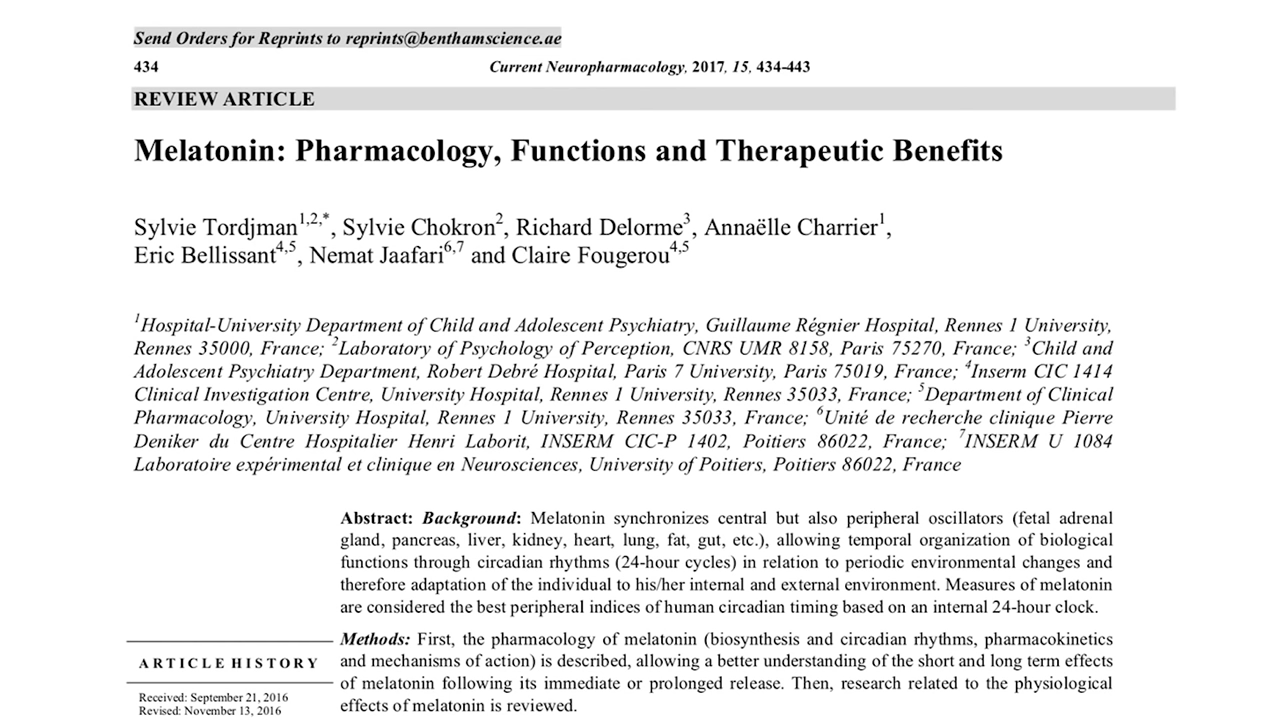 Send Orders for Reprints to reprints@benthamscience.ae
434 Current Neuropharmacology, 2017, 15, 434-443
REVIEW ARTICLE
Melatonin: Pharmacology, Functions and Therapeutic Benefits
Sylvie Tordjman1,2,*, Sylvie Chokron2, Richard Delorme3, Annaëlle Charrier1,
Eric Bellissant4,5, Nemat Jaafari6,7 and Claire Fougerou4,5
1Hospital-University Department of Child and Adolescent Psychiatry, Guillaume Régnier Hospital, Rennes 1 University,
Rennes 35000, France; 2Laboratory of Psychology of Perception, CNRS UMR 8158, Paris 75270, France; 3Child and
Adolescent Psychiatry Department, Robert Debré Hospital, Paris 7 University, Paris 75019, France; 4Inserm CIC 1414
Clinical Investigation Centre, University Hospital, Rennes 1 University, Rennes 35033, France; 5Department of Clinical
Pharmacology, University Hospital, Rennes 1 University, Rennes 35033, France; 6Unité de recherche clinique Pierre
Deniker du Centre Hospitalier Henri Laborit, INSERM CIC-P 1402, Poitiers 86022, France; 7INSERM U 1084
Laboratoire expérimental et clinique en Neurosciences, University of Poitiers, Poitiers 86022, France
Abstract: Background: Melatonin synchronizes central but also peripheral oscillators (fetal adrenal
gland, pancreas, liver, kidney, heart, lung, fat, gut, etc.), allowing temporal organization of biological
functions through circadian rhythms (24-hour cycles) in relation to periodic environmental changes and
therefore adaptation of the individual to his/her internal and external environment. Measures of melatonin
are considered the best peripheral indices of human circadian timing based on an internal 24-hour clock.
Methods: First, the pharmacology of melatonin (biosynthesis and circadian rhythms, pharmacokinetics
and mechanisms of action) is described, allowing a better understanding of the short and long term effects
of melatonin following its immediate or prolonged release. Then, research related to the physiological
effects of melatonin is reviewed.
ARTICLE HISTORY
Received: September 21, 2016
Revised: November 13, 2016